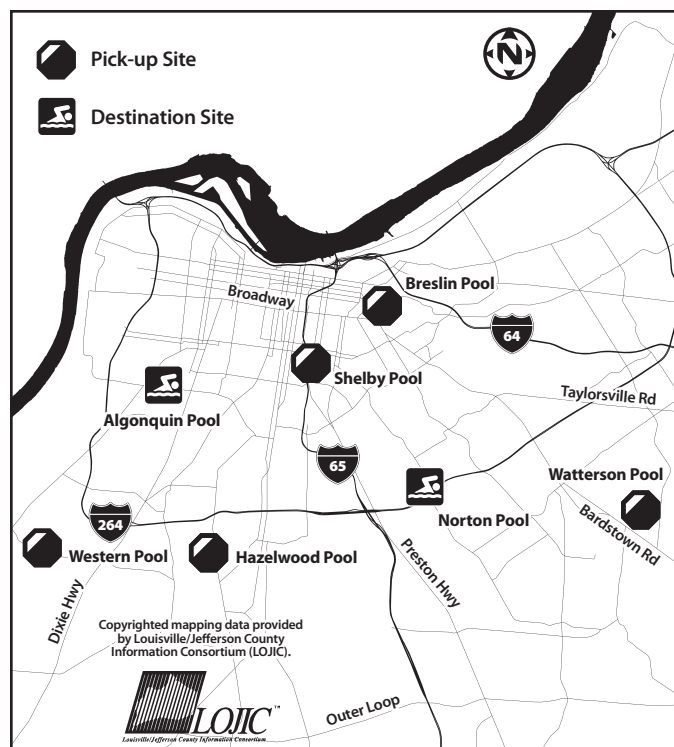 Pick-up Site
N
Destination Site
Breslin Pool
Broadway
64
Shelby Pool
Taylorsville Rd
Algonquin Pool
65
Watterson Pool
Norton Pool
264
Bardstown Rd
Western Pool
Hazelwood Pool
Preston Hwy
Dixie Hwy
Copyrighted mapping data provided
by Louisville/Jefferson County
Information Consortium (LOJIC).
LOJIC™
Louisville/Jefferson County Information Consortium
Outer Loop